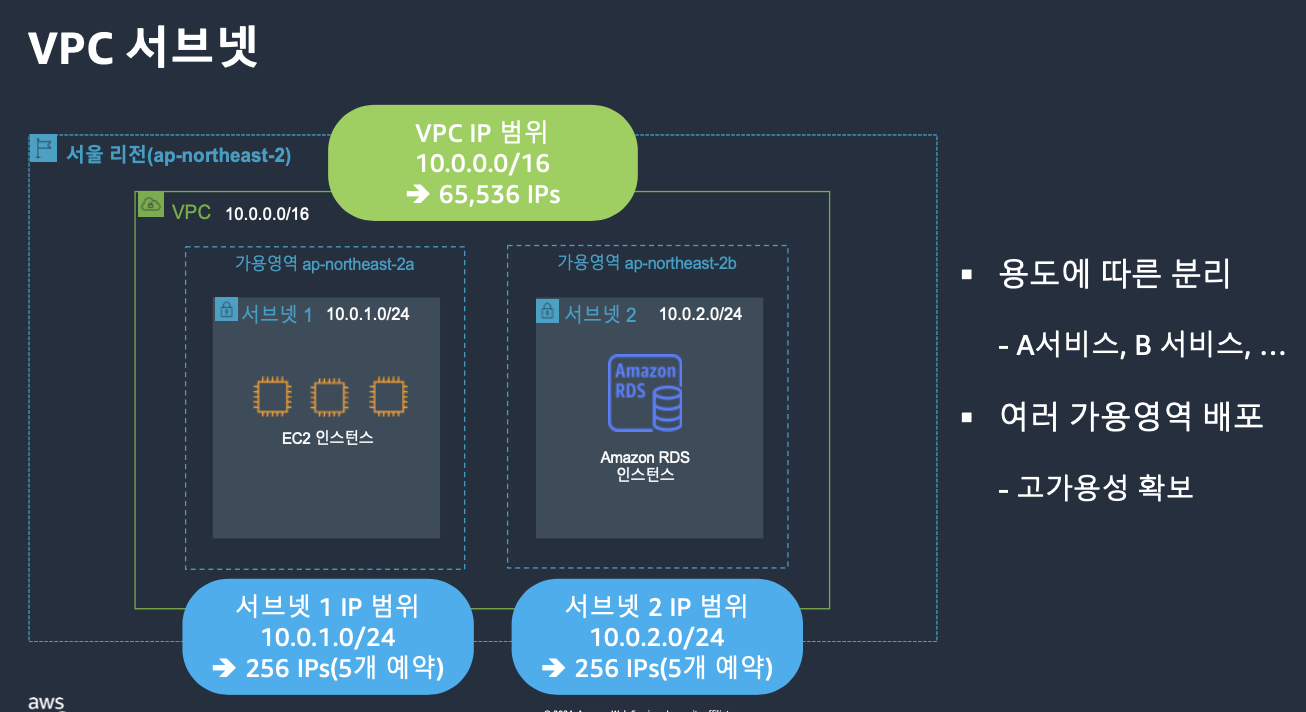 VPC 서브넷
VPC IP 범위
10.0.0.0/16
➔ 65,536 IPs
서울 리전(ap-northeast-2)
VPC 10.0.0.0/16
가용영역 ap-northeast-2a
가용영역 ap-northeast-2b
서브넷 1 10.0.1.0/24
서브넷 2 10.0.2.0/24
EC2 인스턴스
Amazon
RDS
Amazon RDS
인스턴스
서브넷 1 IP 범위
10.0.1.0/24
➔ 256 IPs(5개 예약)
서브넷 2 IP 범위
10.0.2.0/24
➔ 256 IPs(5개 예약)
▪ 용도에 따른 분리
- A서비스, B 서비스, ...
▪ 여러 가용영역 배포
- 고가용성 확보
aws